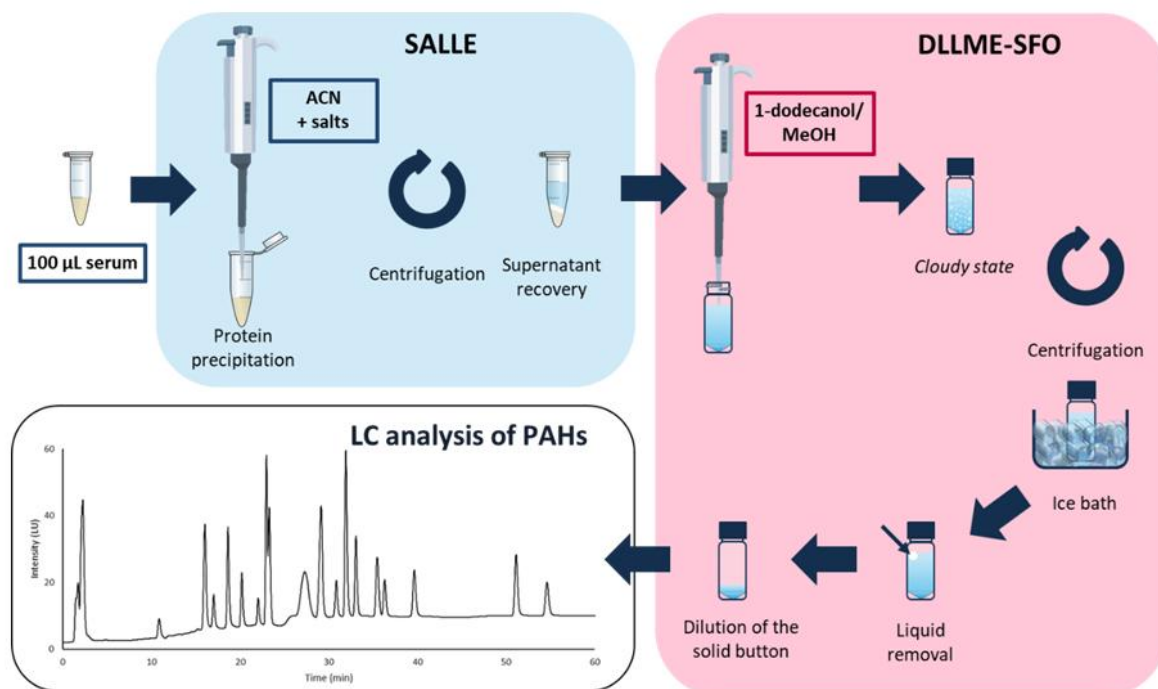 SALLE
ACN
+ salts
100 µL serum
Protein
precipitation
Centrifugation
Supernatant
recovery
DLLME-SFO
1-dodecanol/
MeOH
Cloudy state
Centrifugation
Ice bath
Liquid
removal
Dilution of the
solid button
LC analysis of PAHs
Intensity (LU)
60
40
20
0
0
10
20
30
40
50
60
Time (min)